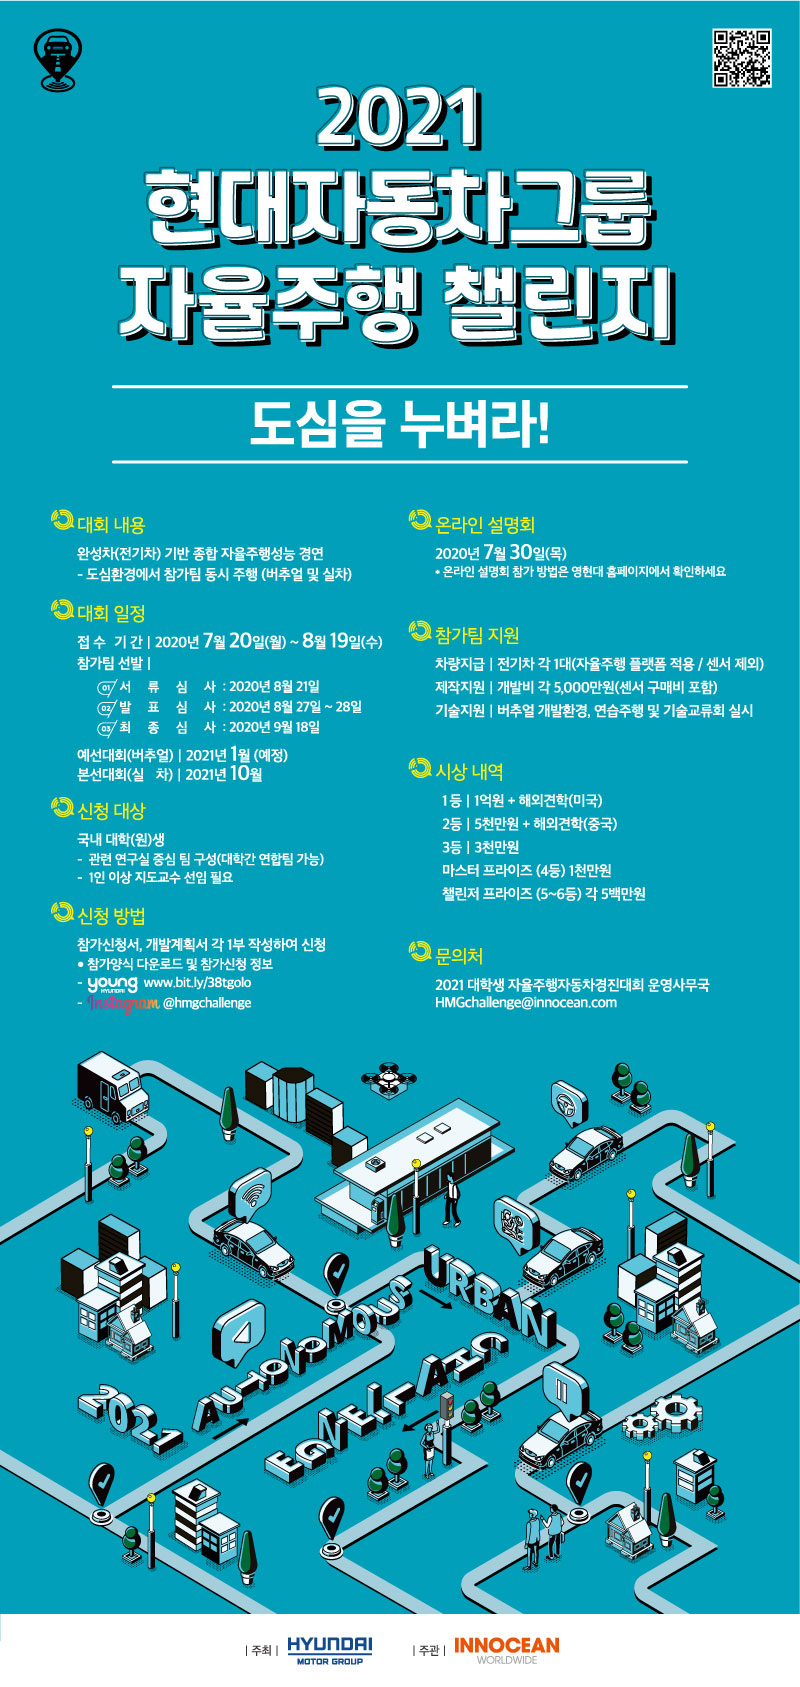 2021
현대자동차그룹
자율주행 챌린지
도심을 누벼라!
대회 내용
완성차(전기차) 기반 종합 자율주행성능 경연
- 도심환경에서 참가팀 동시 주행 (버추얼 및 실차)
대회 일정
접수 기간 | 2020년 7월 20일(월) ~ 8월 19일(수)
참가팀 선발 |
01 서 류 심 사 : 2020년 8월 21일
02 발 표 심 사 : 2020년 8월 27일 ~ 28일
03 최 종 심 사 : 2020년 9월 18일
예선대회(버추얼) | 2021년 1월 (예정)
본선대회(실 차) | 2021년 10월
신청 대상
국내 대학(원)생
- 관련 연구실 중심 팀 구성(대학간 연합팀 가능)
- 1인 이상 지도교수 선임 필요
신청 방법
참가신청서, 개발계획서 각 1부 작성하여 신청
• 참가양식 다운로드 및 참가신청 정보
- young HYUNDAI www.bit.ly/38tgolo
- Instagram @hmgchallenge
온라인 설명회
2020년 7월 30일(목)
• 온라인 설명회 참가 방법은 영현대 홈페이지에서 확인하세요
참가팀 지원
차량지급 | 전기차 각 1대(자율주행 플랫폼 적용 / 센서 제외)
제작지원 | 개발비 각 5,000만원(센서 구매비 포함)
기술지원 | 버추얼 개발환경, 연습주행 및 기술교류회 실시
시상 내역
1등 | 1억원 + 해외견학(미국)
2등 | 5천만원 + 해외견학(중국)
3등 | 3천만원
마스터 프라이즈 (4등) 1천만원
챌린저 프라이즈 (5~6등) 각 5백만원
문의처
2021 대학생 자율주행자동차경진대회 운영사무국
HMGchallenge@innocean.com
2021 AUTONOMOUS URBAN
CHALLENGE
| 주최 | HYUNDAI MOTOR GROUP
| 주관 | INNOCEAN WORLDWIDE